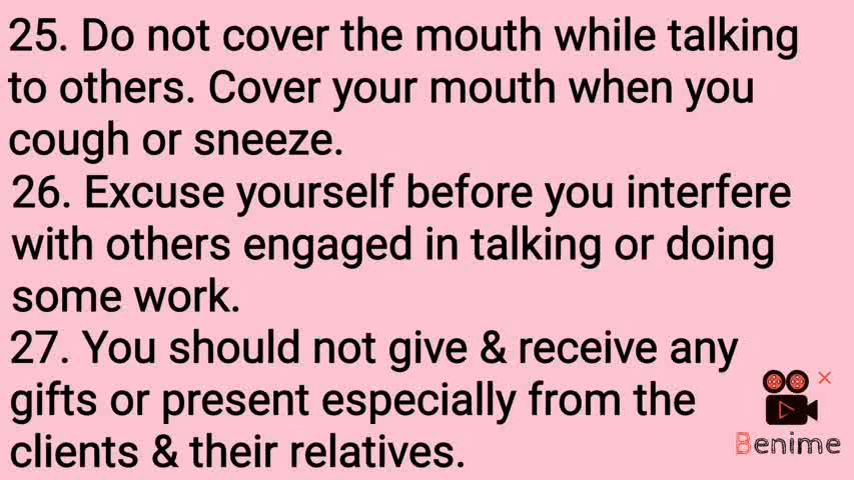 25. Do not cover the mouth while talking
to others. Cover your mouth when you
cough or sneeze.
26. Excuse yourself before you interfere
with others engaged in talking or doing
some work.
27. You should not give & receive any
gifts or present especially from the
clients & their relatives.
Benime